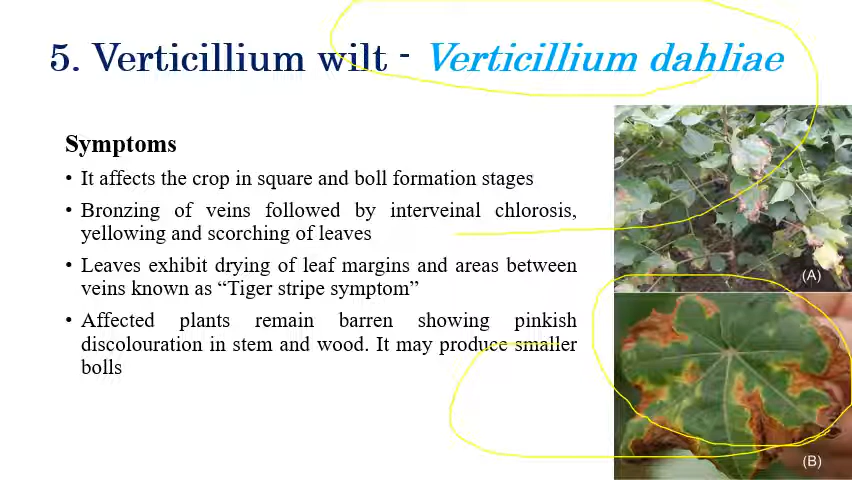 5. Verticillium wilt - Verticillium dahliae
Symptoms
• It affects the crop in square and boll formation stages
• Bronzing of veins followed by interveinal chlorosis,
yellowing and scorching of leaves
• Leaves exhibit drying of leaf margins and areas between
veins known as “Tiger stripe symptom”
• Affected plants remain barren showing pinkish
discolouration in stem and wood. It may produce smaller
bolls
(A)
(B)